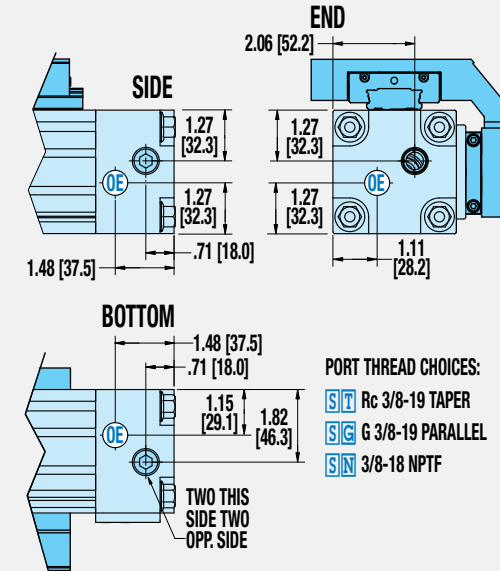 END
2.06 [52.2]
SIDE
1.27
[32.3]
1.27
[32.3]
OE
OE
1.27
[32.3]
1.27
[32.3]
.71 [18.0]
1.48 [37.5]
1.11
[28.2]
BOTTOM
1.48 [37.5]
.71 [18.0]
1.15
[29.1]
1.82
[46.3]
OE
TWO THIS
SIDE TWO
OPP. SIDE
PORT THREAD CHOICES:
ST Rc 3/8-19 TAPER
SG G 3/8-19 PARALLEL
SN 3/8-18 NPTF